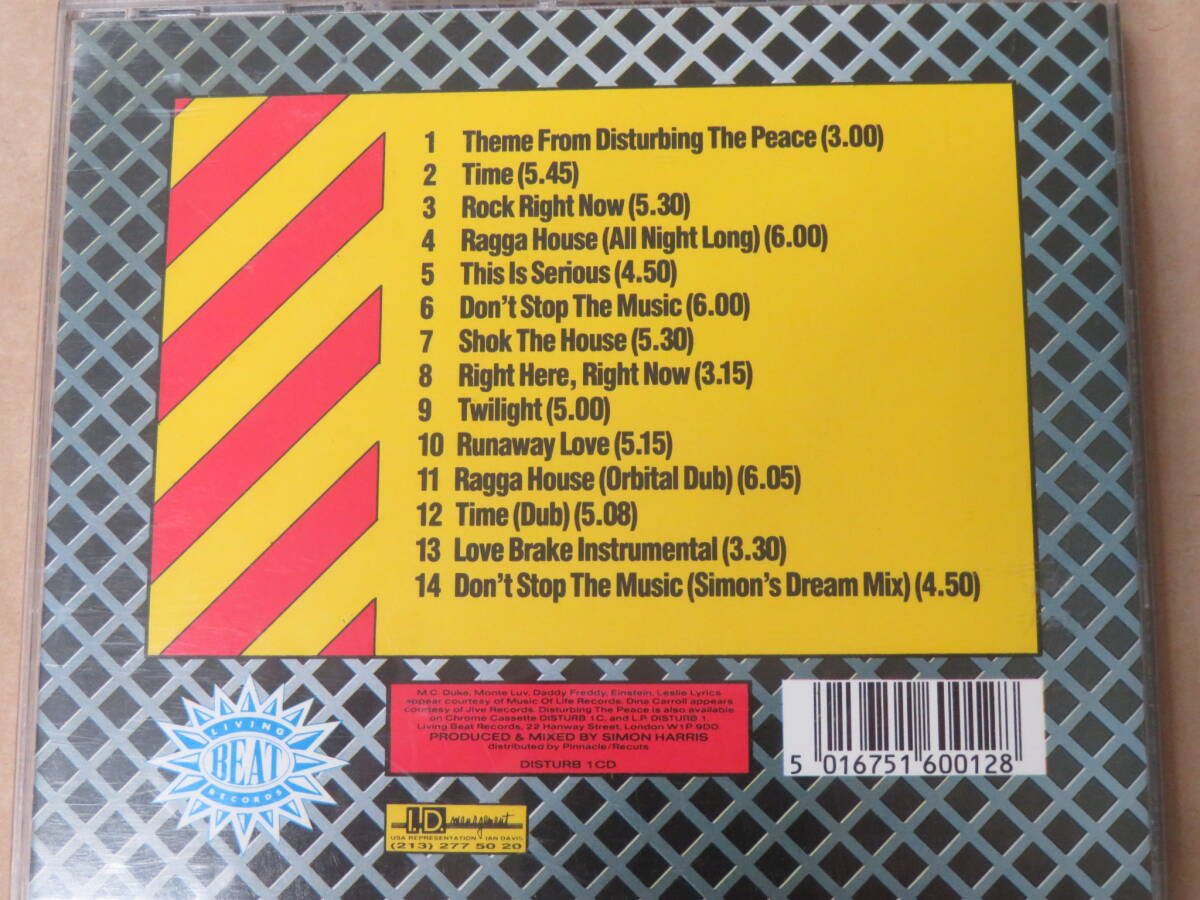 1 Theme From Disturbing The Peace (3.00)
2 Time (5.45)
3 Rock Right Now (5.30)
4 Ragga House (All Night Long) (6.00)
5 This Is Serious (4.50)
6 Don't Stop The Music (6.00)
7 Shok The House (5.30)
8 Right Here, Right Now (3.15)
9 Twilight (5.00)
10 Runaway Love (5.15)
11 Ragga House (Orbital Dub) (6.05)
12 Time (Dub) (5.08)
13 Love Brake Instrumental (3.30)
14 Don't Stop The Music (Simon's Dream Mix) (4.50)
LIVING
BEAT
RECORDS
M.C. Duke, Monte Luv, Daddy Freddy, Einstein, Leslie Lyrics
appear courtesy of Music Of Life Records. Dina Carroll appears
courtesy of Jive Records. Disturbing The Peace is also available
on Chrome Cassette DISTURB 1C, and L.P. DISTURB 1.
Living Beat Records, 22 Hanway Street, London W1P 9DD.
PRODUCED & MIXED BY SIMON HARRIS
distributed by Pinnacle/Recuts
DISTURB 1CD
5 016751 600128
I.D. management
USA REPRESENTATION IAN DAVIS
(213) 277 50 20